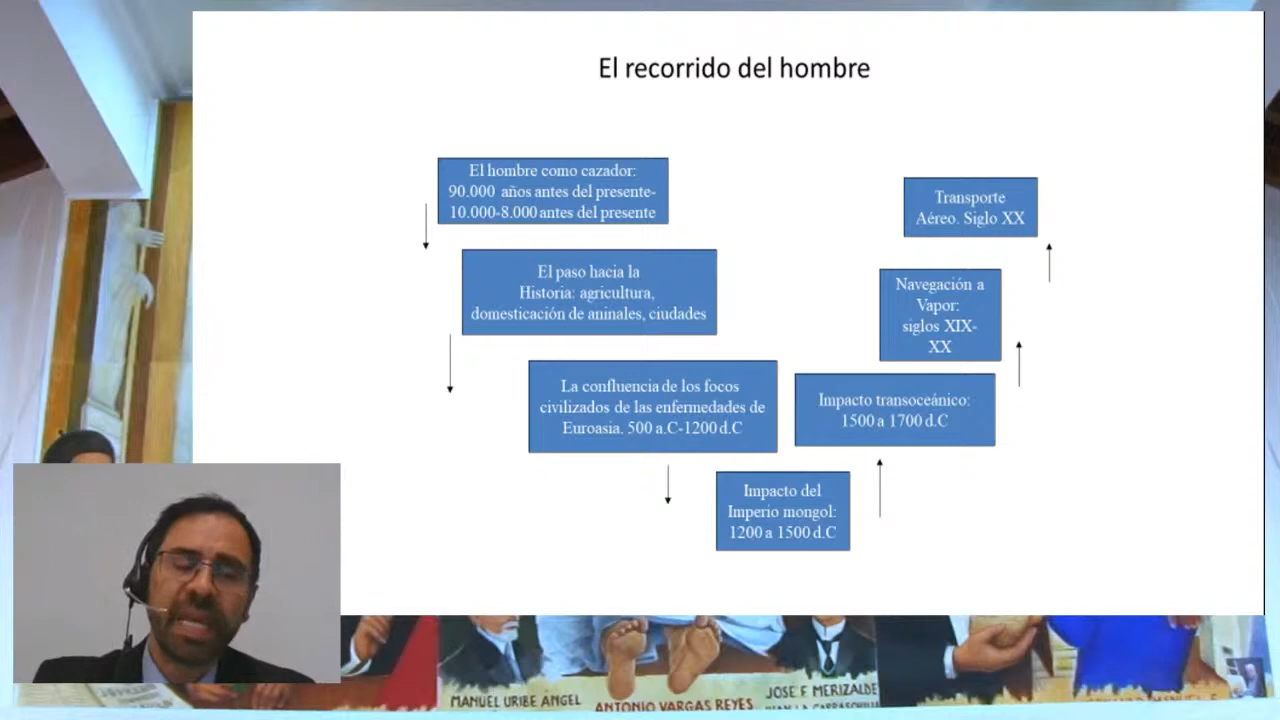 El recorrido del hombre
El hombre como cazador:
90.000 años antes del presente-
10.000-8.000 antes del presente
El paso hacia la
Historia: agricultura,
domesticación de aninales, ciudades
La confluencia de los focos
civilizados de las enfermedades de
Euroasia. 500 a.C-1200 d.C
Impacto del
Imperio mongol:
1200 a 1500 d.C
Impacto transoceánico:
1500 a 1700 d.C
Navegación a
Vapor:
siglos XIX-
XX
Transporte
Aéreo. Siglo XX
MANUEL URIBE ANGEL
ANTONIO VARGAS REYES
JOSE F MERIZALDE